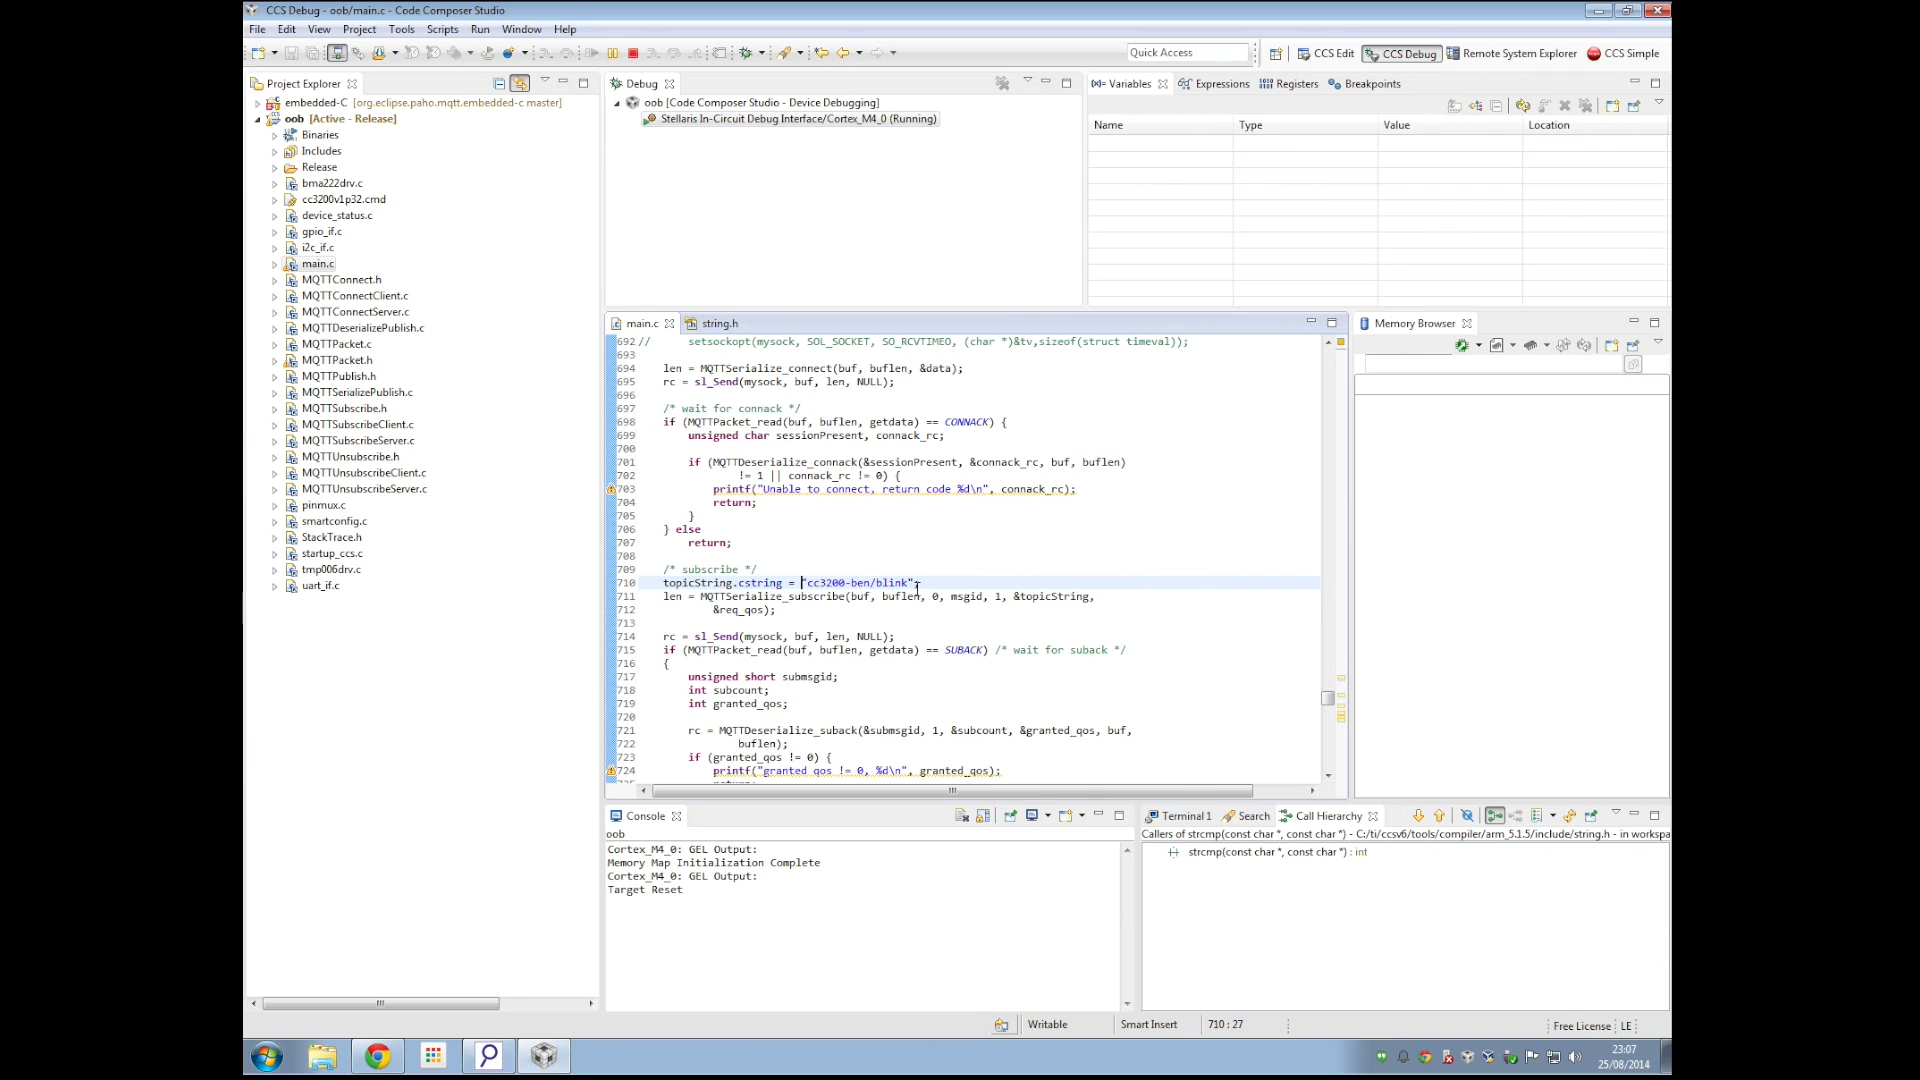 CCS Debug - oob/main.c - Code Composer Studio
File Edit View Project Tools Scripts Run Window Help
Quick Access
CCS Edit CCS Debug Remote System Explorer CCS Simple
Project Explorer
embedded-C [org.eclipse.paho.mqtt.embedded-c master]
oob [Active - Release]
Binaries
Includes
Release
bma222drv.c
cc3200v1p32.cmd
device_status.c
gpio_if.c
i2c_if.c
main.c
MQTTConnect.h
MQTTConnectClient.c
MQTTConnectServer.c
MQTTDeserializePublish.c
MQTTPacket.c
MQTTPacket.h
MQTTPublish.h
MQTTSerializePublish.c
MQTTSubscribe.h
MQTTSubscribeClient.c
MQTTSubscribeServer.c
MQTTUnsubscribe.h
MQTTUnsubscribeClient.c
MQTTUnsubscribeServer.c
pinmux.c
smartconfig.c
StackTrace.h
startup_ccs.c
tmp006drv.c
uart_if.c
Debug
oob [Code Composer Studio - Device Debugging]
Stellaris In-Circuit Debug Interface/Cortex_M4_0 (Running)
(x)= Variables Expressions 1010 Registers Breakpoints
Name Type Value Location
main.c string.h
692 // setsockopt(mysock, SOL_SOCKET, SO_RCVTIMEO, (char *)&tv,sizeof(struct timeval));
693
694 len = MQTTSerialize_connect(buf, buflen, &data);
695 rc = sl_Send(mysock, buf, len, NULL);
696
697 /* wait for connack */
698 if (MQTTPacket_read(buf, buflen, getdata) == CONNACK) {
699 unsigned char sessionPresent, connack_rc;
700
701 if (MQTTDeserialize_connack(&sessionPresent, &connack_rc, buf, buflen)
702 != 1 || connack_rc != 0) {
703 printf("Unable to connect, return code %d\n", connack_rc);
704 return;
705 }
706 } else
707 return;
708
709 /* subscribe */
710 topicString.cstring = "cc3200-ben/blink";
711 len = MQTTSerialize_subscribe(buf, buflen, 0, msgid, 1, &topicString,
712 &req_qos);
713
714 rc = sl_Send(mysock, buf, len, NULL);
715 if (MQTTPacket_read(buf, buflen, getdata) == SUBACK) /* wait for suback */
716 {
717 unsigned short submsgid;
718 int subcount;
719 int granted_qos;
720
721 rc = MQTTDeserialize_suback(&submsgid, 1, &subcount, &granted_qos, buf,
722 buflen);
723 if (granted_qos != 0) {
724 printf("granted qos != 0, %d\n", granted_qos);
Memory Browser
Console
oob
Cortex_M4_0: GEL Output:
Memory Map Initialization Complete
Cortex_M4_0: GEL Output:
Target Reset
Terminal 1 Search Call Hierarchy
Callers of strcmp(const char *, const char *) - C:/ti/ccsv6/tools/compiler/arm_5.1.5/include/string.h - in workspa
strcmp(const char *, const char *) : int
Writable Smart Insert 710 : 27 Free License LE
23:07
25/08/2014